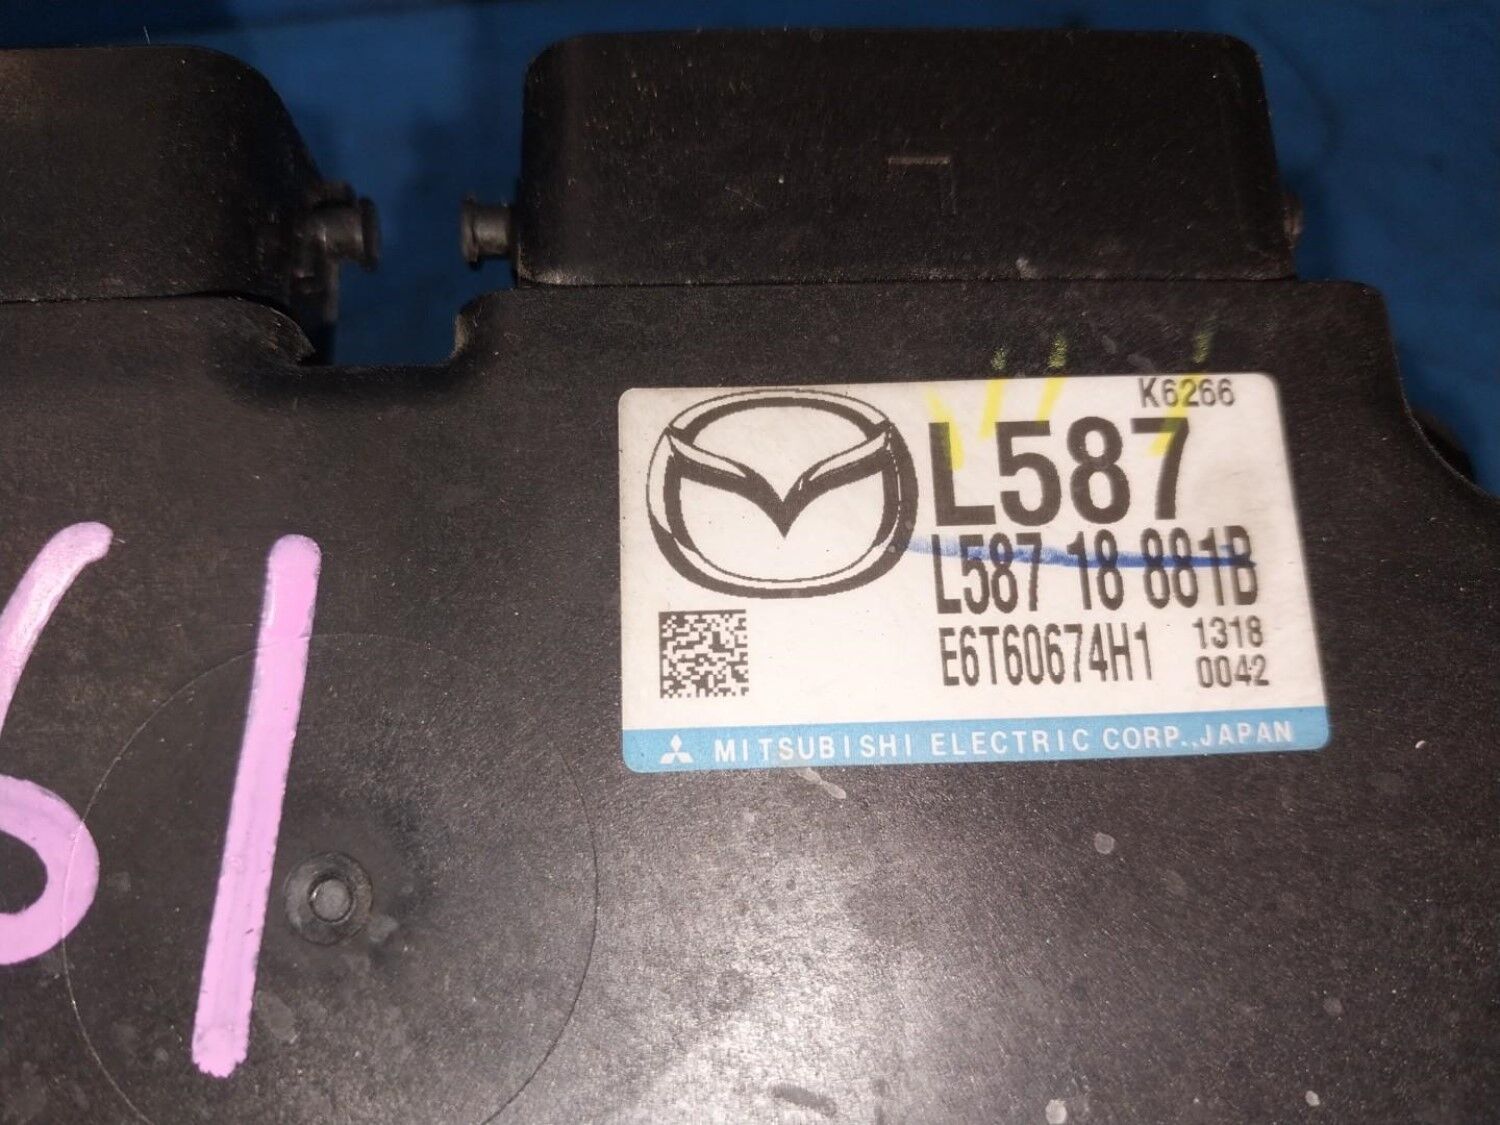 K6266
L587
L587 18 881B
E6T60674H1 1318
0042
MITSUBISHI ELECTRIC CORP., JAPAN
61